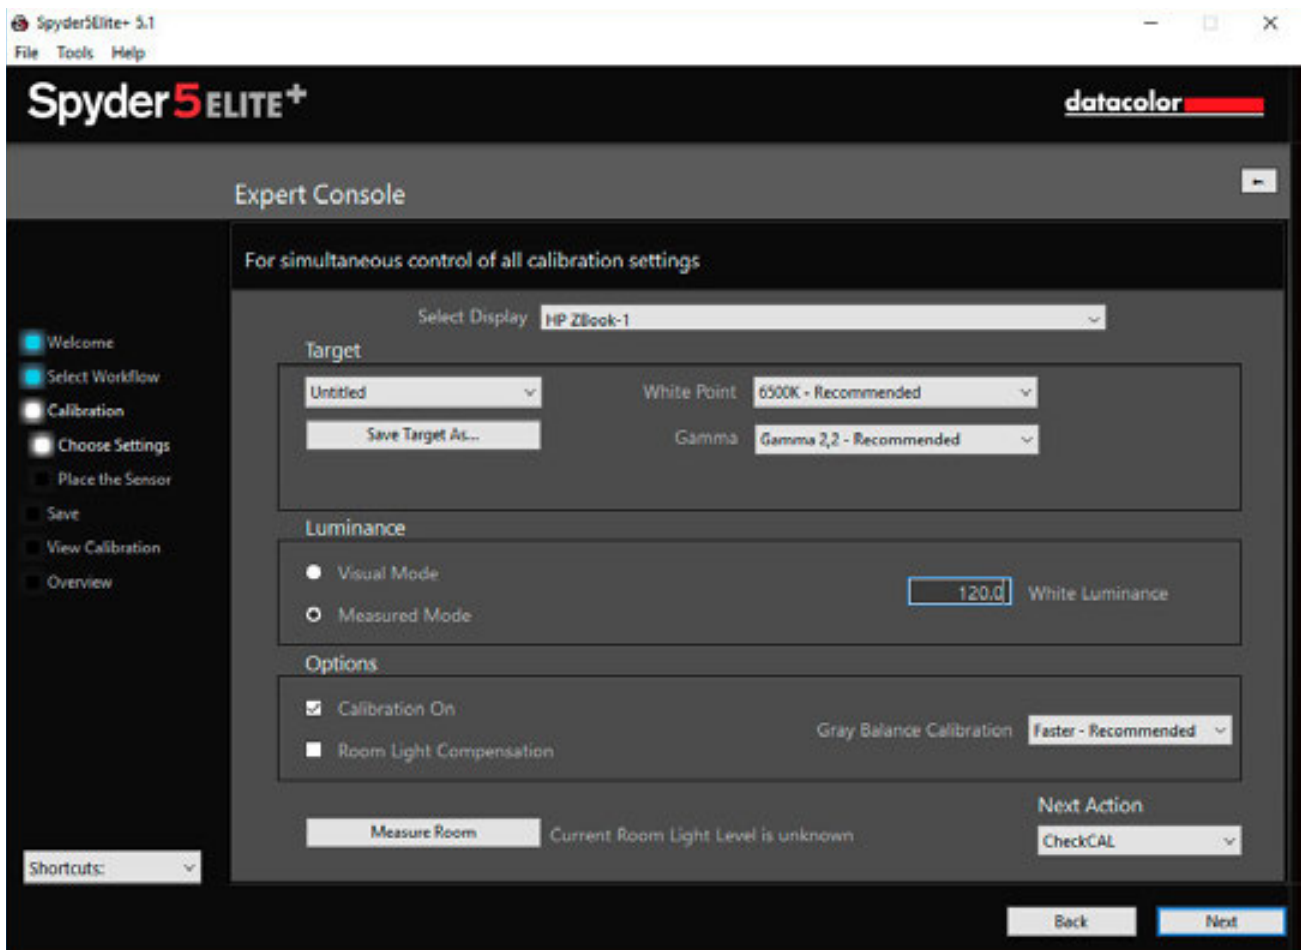 Spyder5Elite+ 5.1
File Tools Help
Spyder5ELITE+
datacolor
Expert Console
For simultaneous control of all calibration settings
Select Display HP ZBook-1
Welcome
Select Workflow
Calibration
Choose Settings
Place the Sensor
Save
View Calibration
Overview
Shortcuts:
Target
Untitled
White Point 6500K - Recommended
Save Target As...
Gamma Gamma 2,2 - Recommended
Luminance
Visual Mode
Measured Mode
120.0 White Luminance
Options
Calibration On
Room Light Compensation
Gray Balance Calibration Faster - Recommended
Measure Room Current Room Light Level is unknown
Next Action
CheckCAL
Back Next